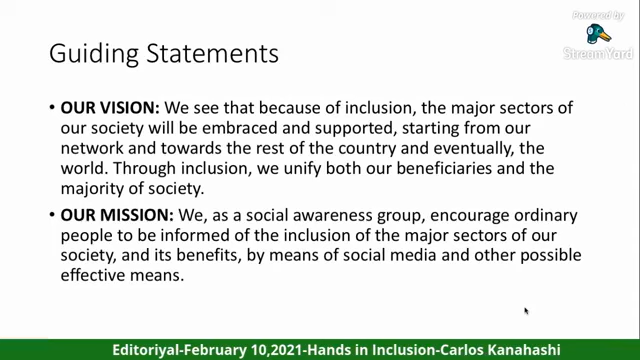 Powered by
StreamYard
Guiding Statements
• OUR VISION: We see that because of inclusion, the major sectors of
our society will be embraced and supported, starting from our
network and towards the rest of the country and eventually, the
world. Through inclusion, we unify both our beneficiaries and the
majority of society.
• OUR MISSION: We, as a social awareness group, encourage ordinary
people to be informed of the inclusion of the major sectors of our
society, and its benefits, by means of social media and other possible
effective means.
Editoriyal-February 10,2021-Hands in Inclusion-Carlos Kanahashi